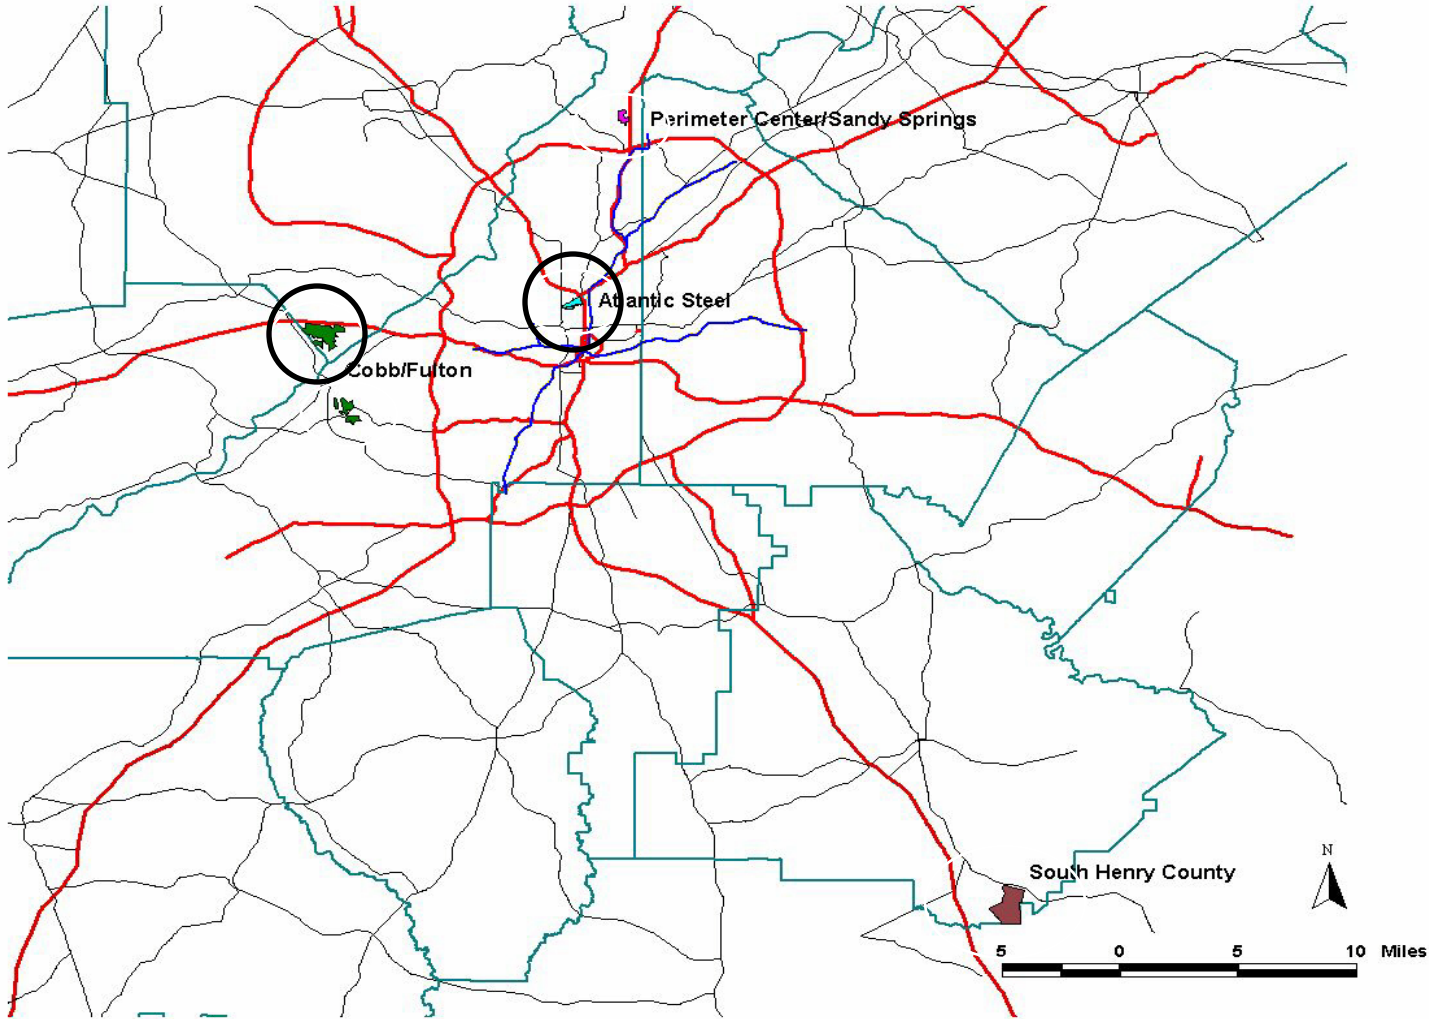 Perimeter Center/Sandy Springs
Atlantic Steel
Cobb/Fulton
South Henry County
N
5 0 5 10 Miles